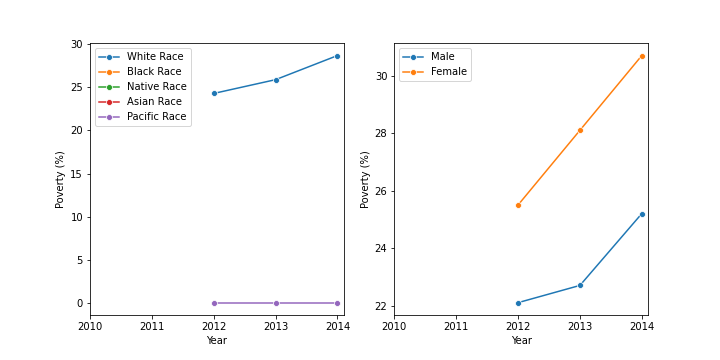 White Race
Black Race
Native Race
Asian Race
Pacific Race
30
25
20
15
10
5
0
Poverty (%)
2010 2011 2012 2013 2014
Year
Male
Female
30
28
26
24
22
Poverty (%)
2010 2011 2012 2013 2014
Year